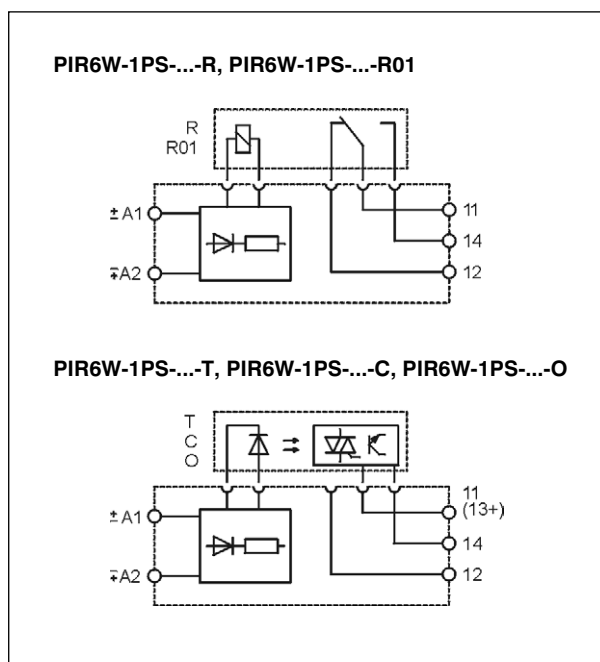 PIR6W-1PS-...-R, PIR6W-1PS-...-R01
R
R01
± A1
11
14
∓ A2
12
PIR6W-1PS-...-T, PIR6W-1PS-...-C, PIR6W-1PS-...-O
T
C
O
11
(13+)
± A1
14
∓ A2
12